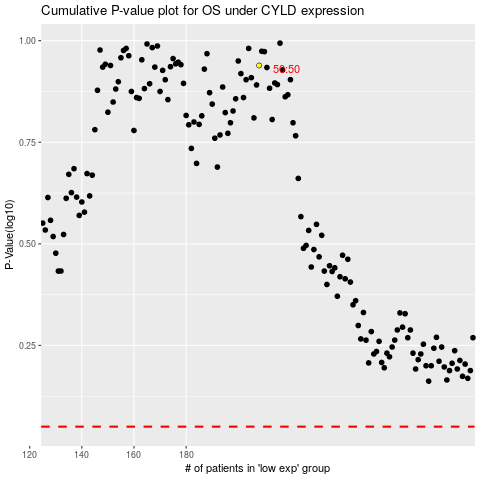 Cumulative P-value plot for OS under CYLD expression
1.00
0.75
0.50
0.25
P-Value(log10)
50:50
120 140 160 180
# of patients in 'low exp' group